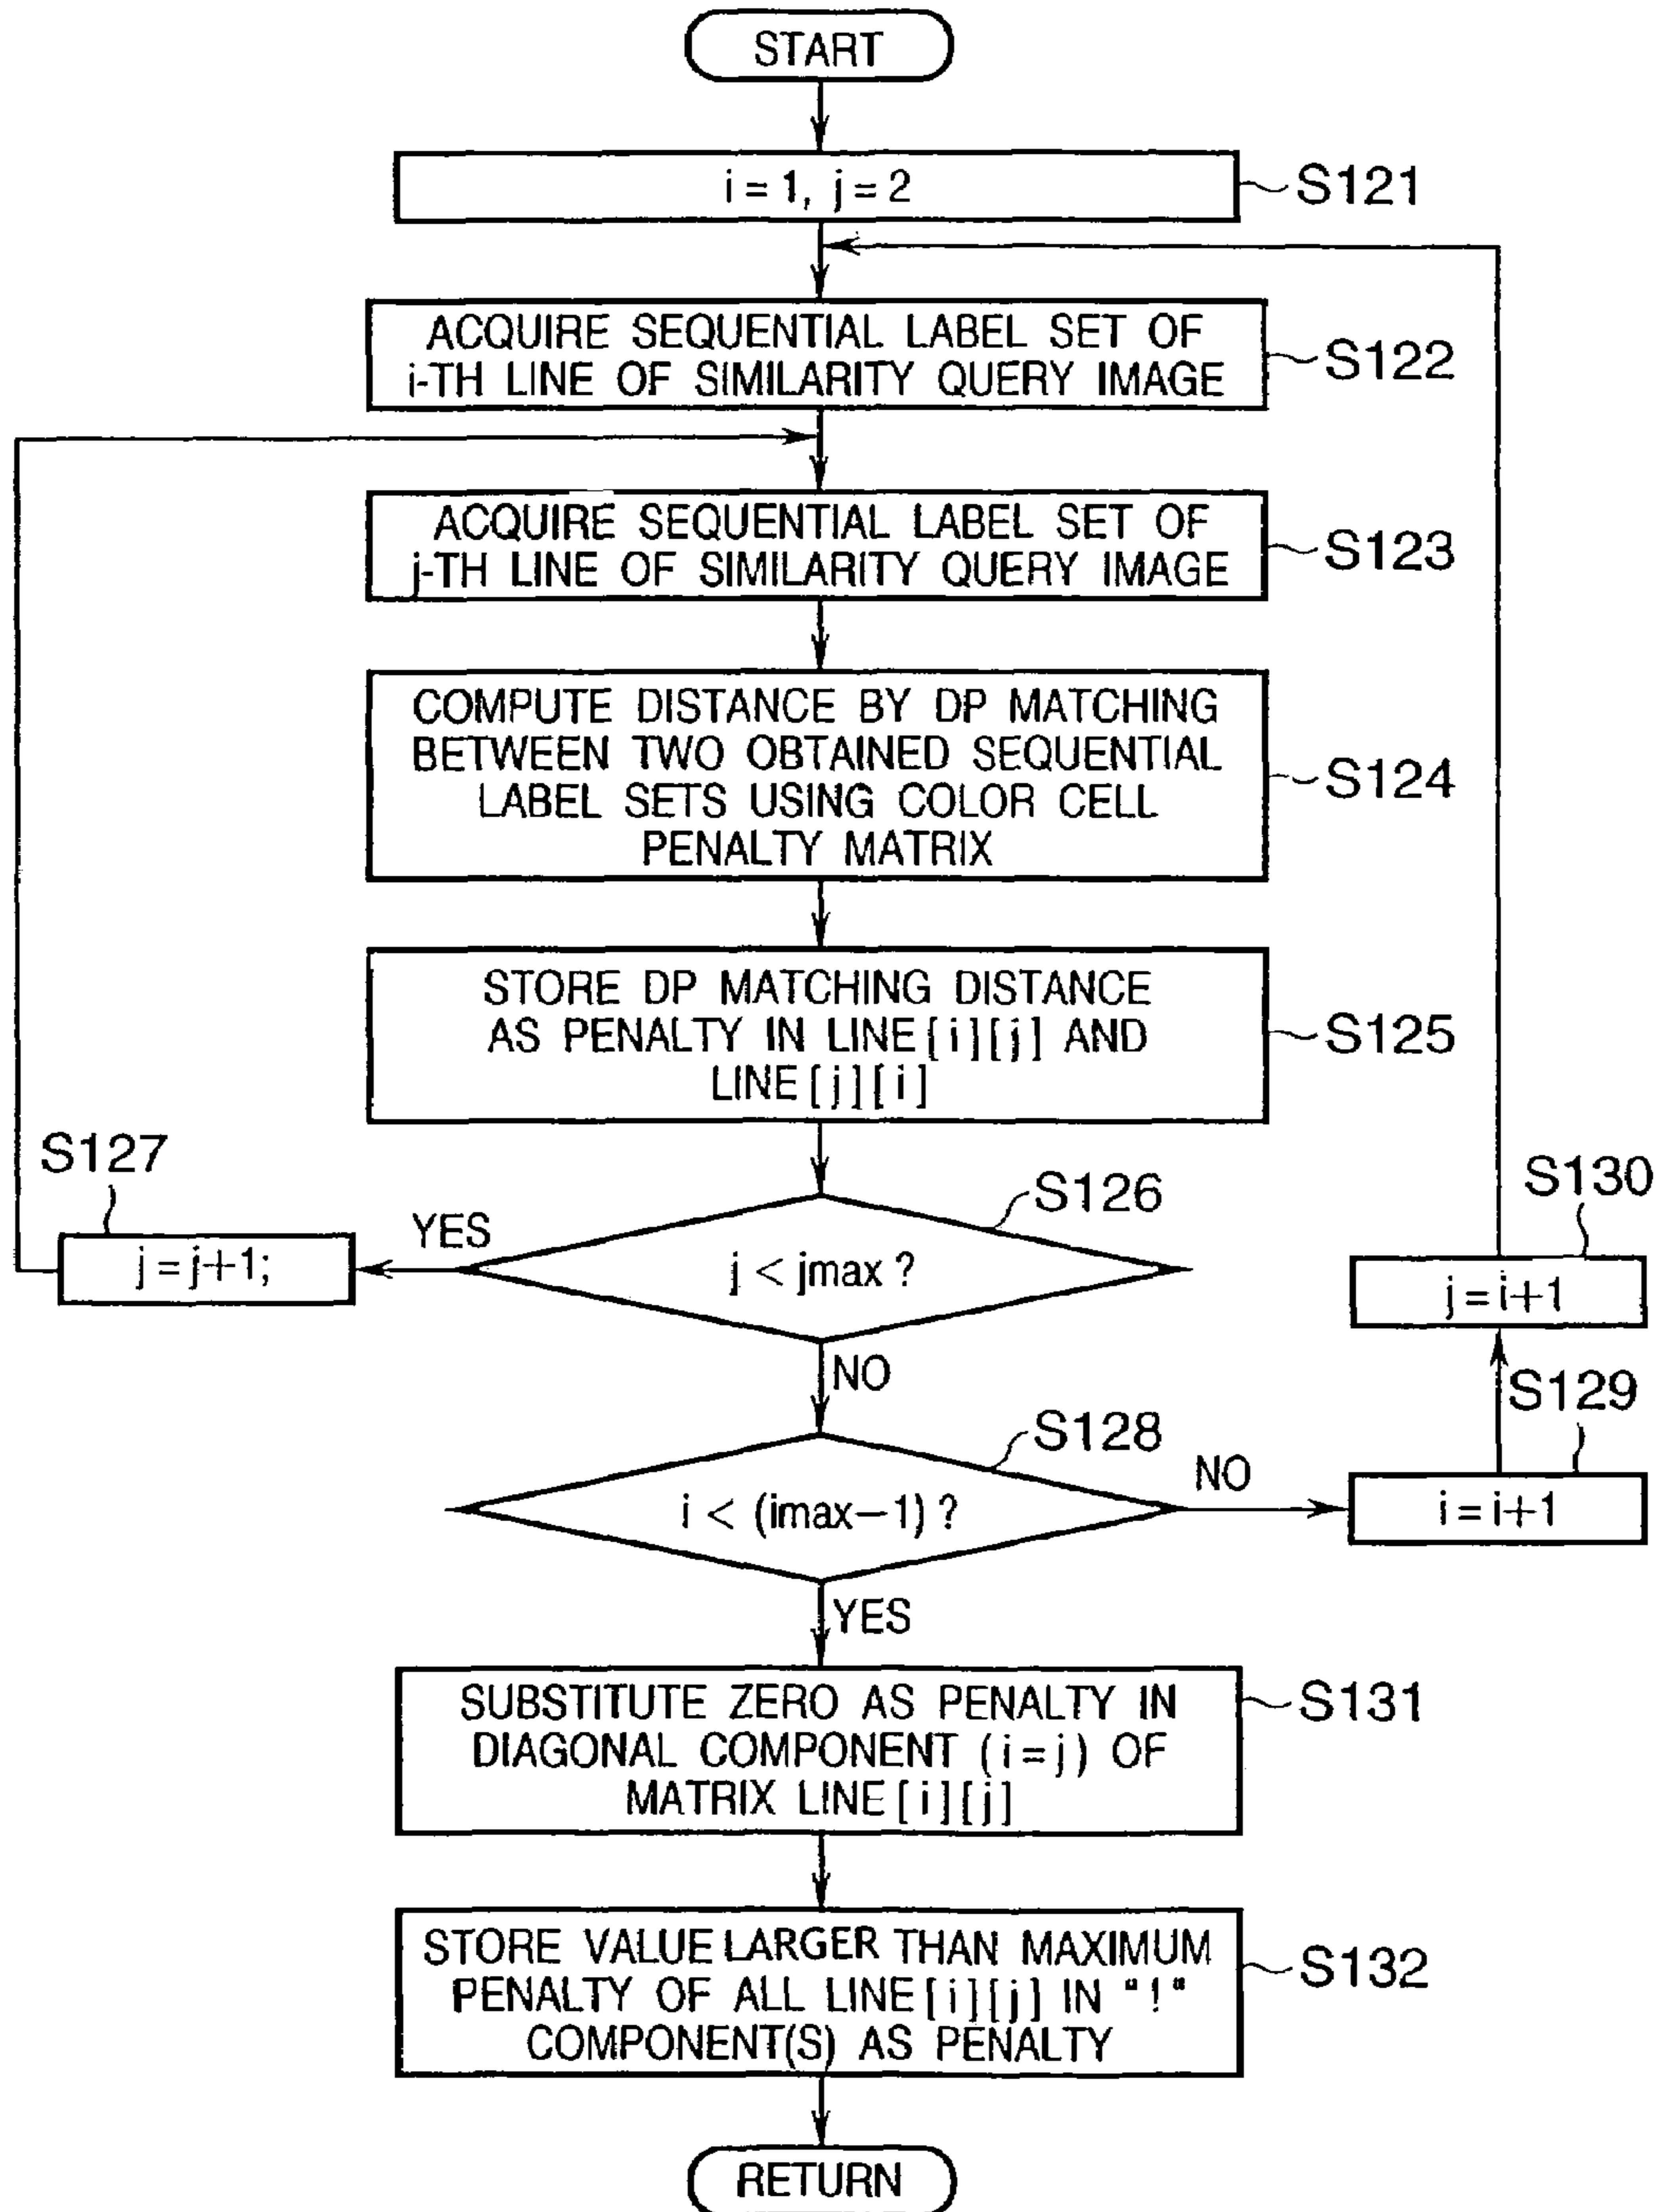 START
i = 1, j = 2
S121
ACQUIRE SEQUENTIAL LABEL SET OF
i-TH LINE OF SIMILARITY QUERY IMAGE
S122
ACQUIRE SEQUENTIAL LABEL SET OF
j-TH LINE OF SIMILARITY QUERY IMAGE
S123
COMPUTE DISTANCE BY DP MATCHING
BETWEEN TWO OBTAINED SEQUENTIAL
LABEL SETS USING COLOR CELL
PENALTY MATRIX
S124
STORE DP MATCHING DISTANCE
AS PENALTY IN LINE[i][j] AND
LINE[j][i]
S125
S126
j < jmax ?
YES
S127
j = j+1;
NO
S128
i < (imax−1) ?
NO
S129
i = i+1
S130
j = i+1
YES
SUBSTITUTE ZERO AS PENALTY IN
DIAGONAL COMPONENT (i = j) OF
MATRIX LINE[i][j]
S131
STORE VALUE LARGER THAN MAXIMUM
PENALTY OF ALL LINE[i][j] IN "!"
COMPONENT(S) AS PENALTY
S132
RETURN